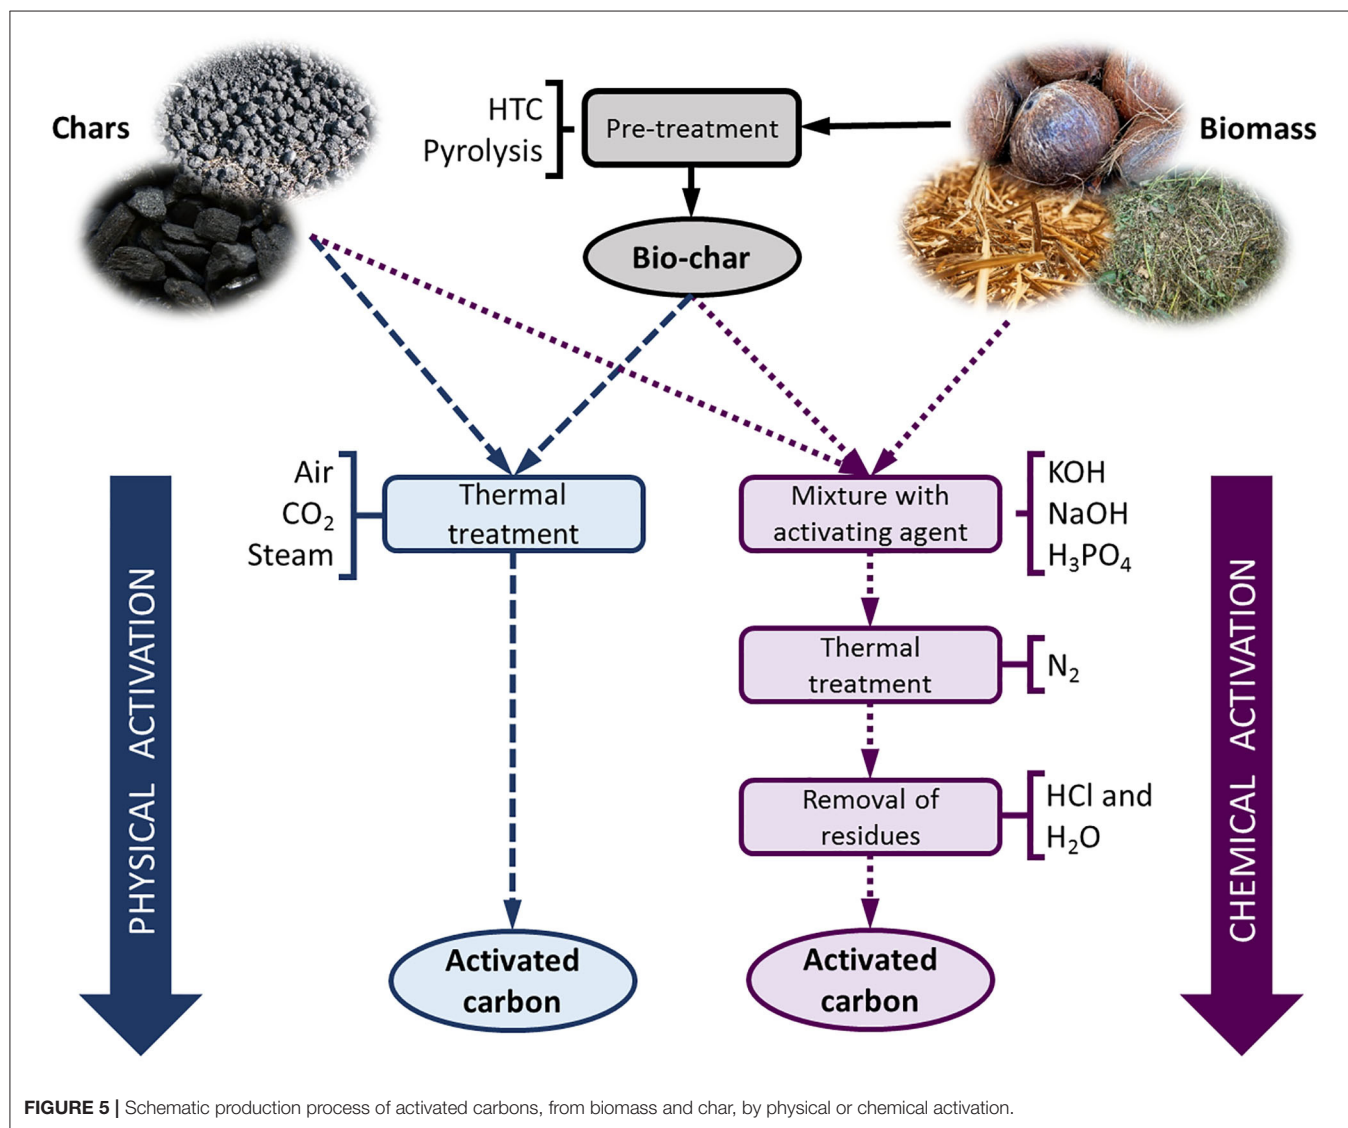 Chars
HTC
Pyrolysis
Pre-treatment
Biomass
Bio-char
Air
CO₂
Steam
Thermal
treatment
Mixture with
activating agent
KOH
NaOH
H₃PO₄
Thermal
treatment
N₂
Removal of
residues
HCl and
H₂O
Activated
carbon
Activated
carbon
PHYSICAL ACTIVATION
CHEMICAL ACTIVATION
FIGURE 5 | Schematic production process of activated carbons, from biomass and char, by physical or chemical activation.